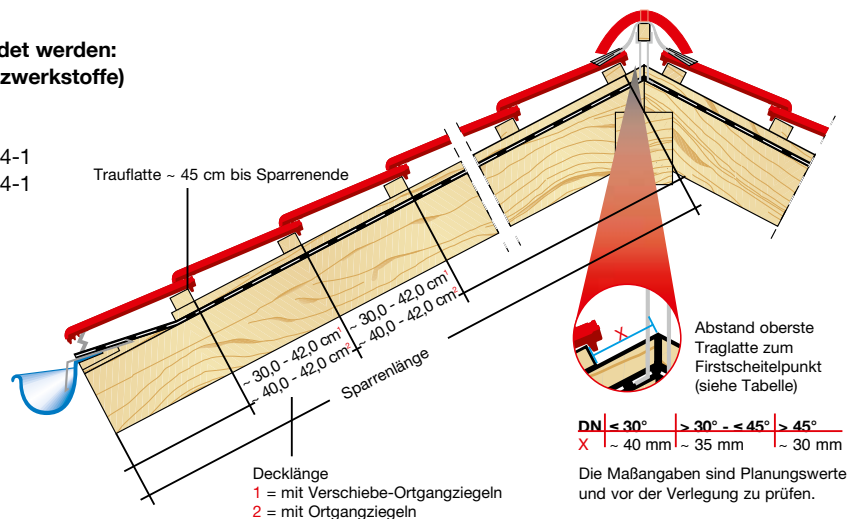 det werden:
zwerkstoffe)
4-1
4-1
Trauflatte ~ 45 cm bis Sparrenende
~ 30,0 - 42,0 cm¹
~ 40,0 - 42,0 cm²
~ 30,0 - 42,0 cm¹
~ 40,0 - 42,0 cm²
Sparrenlänge
Decklänge
1 = mit Verschiebe-Ortgangziegeln
2 = mit Ortgangziegeln
X
Abstand oberste
Traglatte zum
Firstscheitelpunkt
(siehe Tabelle)
DN ≤ 30° > 30° - ≤ 45° > 45°
X ~ 40 mm ~ 35 mm ~ 30 mm
Die Maßangaben sind Planungswerte
und vor der Verlegung zu prüfen.